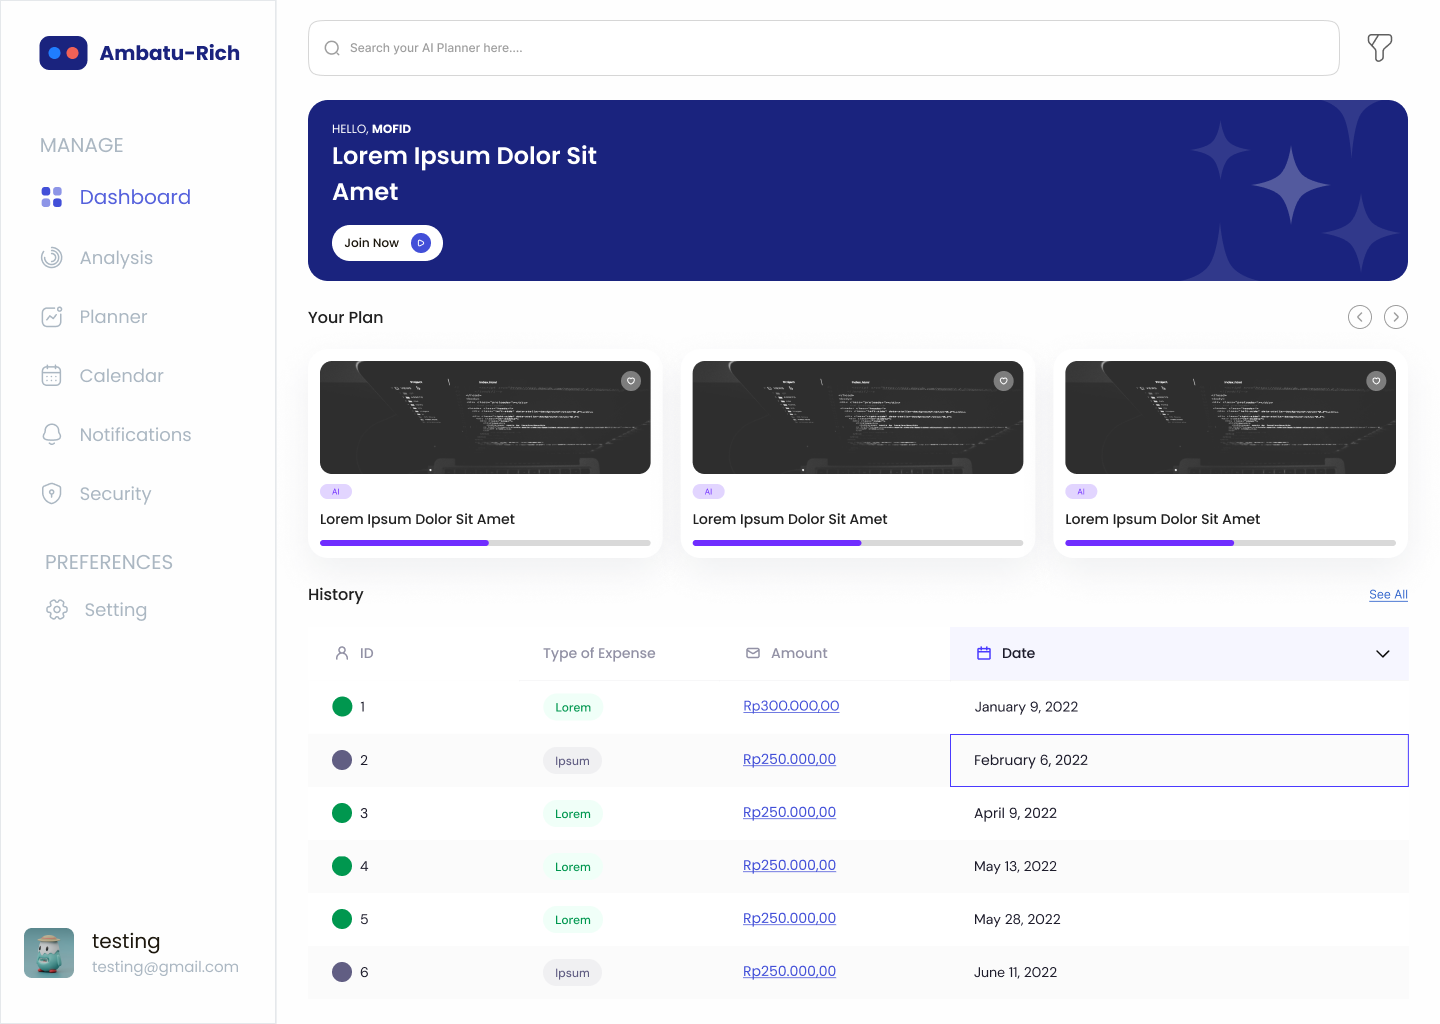 Ambatu-Rich
MANAGE
Dashboard
Analysis
Planner
Calendar
Notifications
Security
PREFERENCES
Setting
testing
testing@gmail.com
Search your AI Planner here....
HELLO, MOFID
Lorem Ipsum Dolor Sit
Amet
Join Now
Your Plan
AI
Lorem Ipsum Dolor Sit Amet
AI
Lorem Ipsum Dolor Sit Amet
AI
Lorem Ipsum Dolor Sit Amet
History
See All
ID Type of Expense Amount Date
1 Lorem Rp300.000,00 January 9, 2022
2 Ipsum Rp250.000,00 February 6, 2022
3 Lorem Rp250.000,00 April 9, 2022
4 Lorem Rp250.000,00 May 13, 2022
5 Lorem Rp250.000,00 May 28, 2022
6 Ipsum Rp250.000,00 June 11, 2022